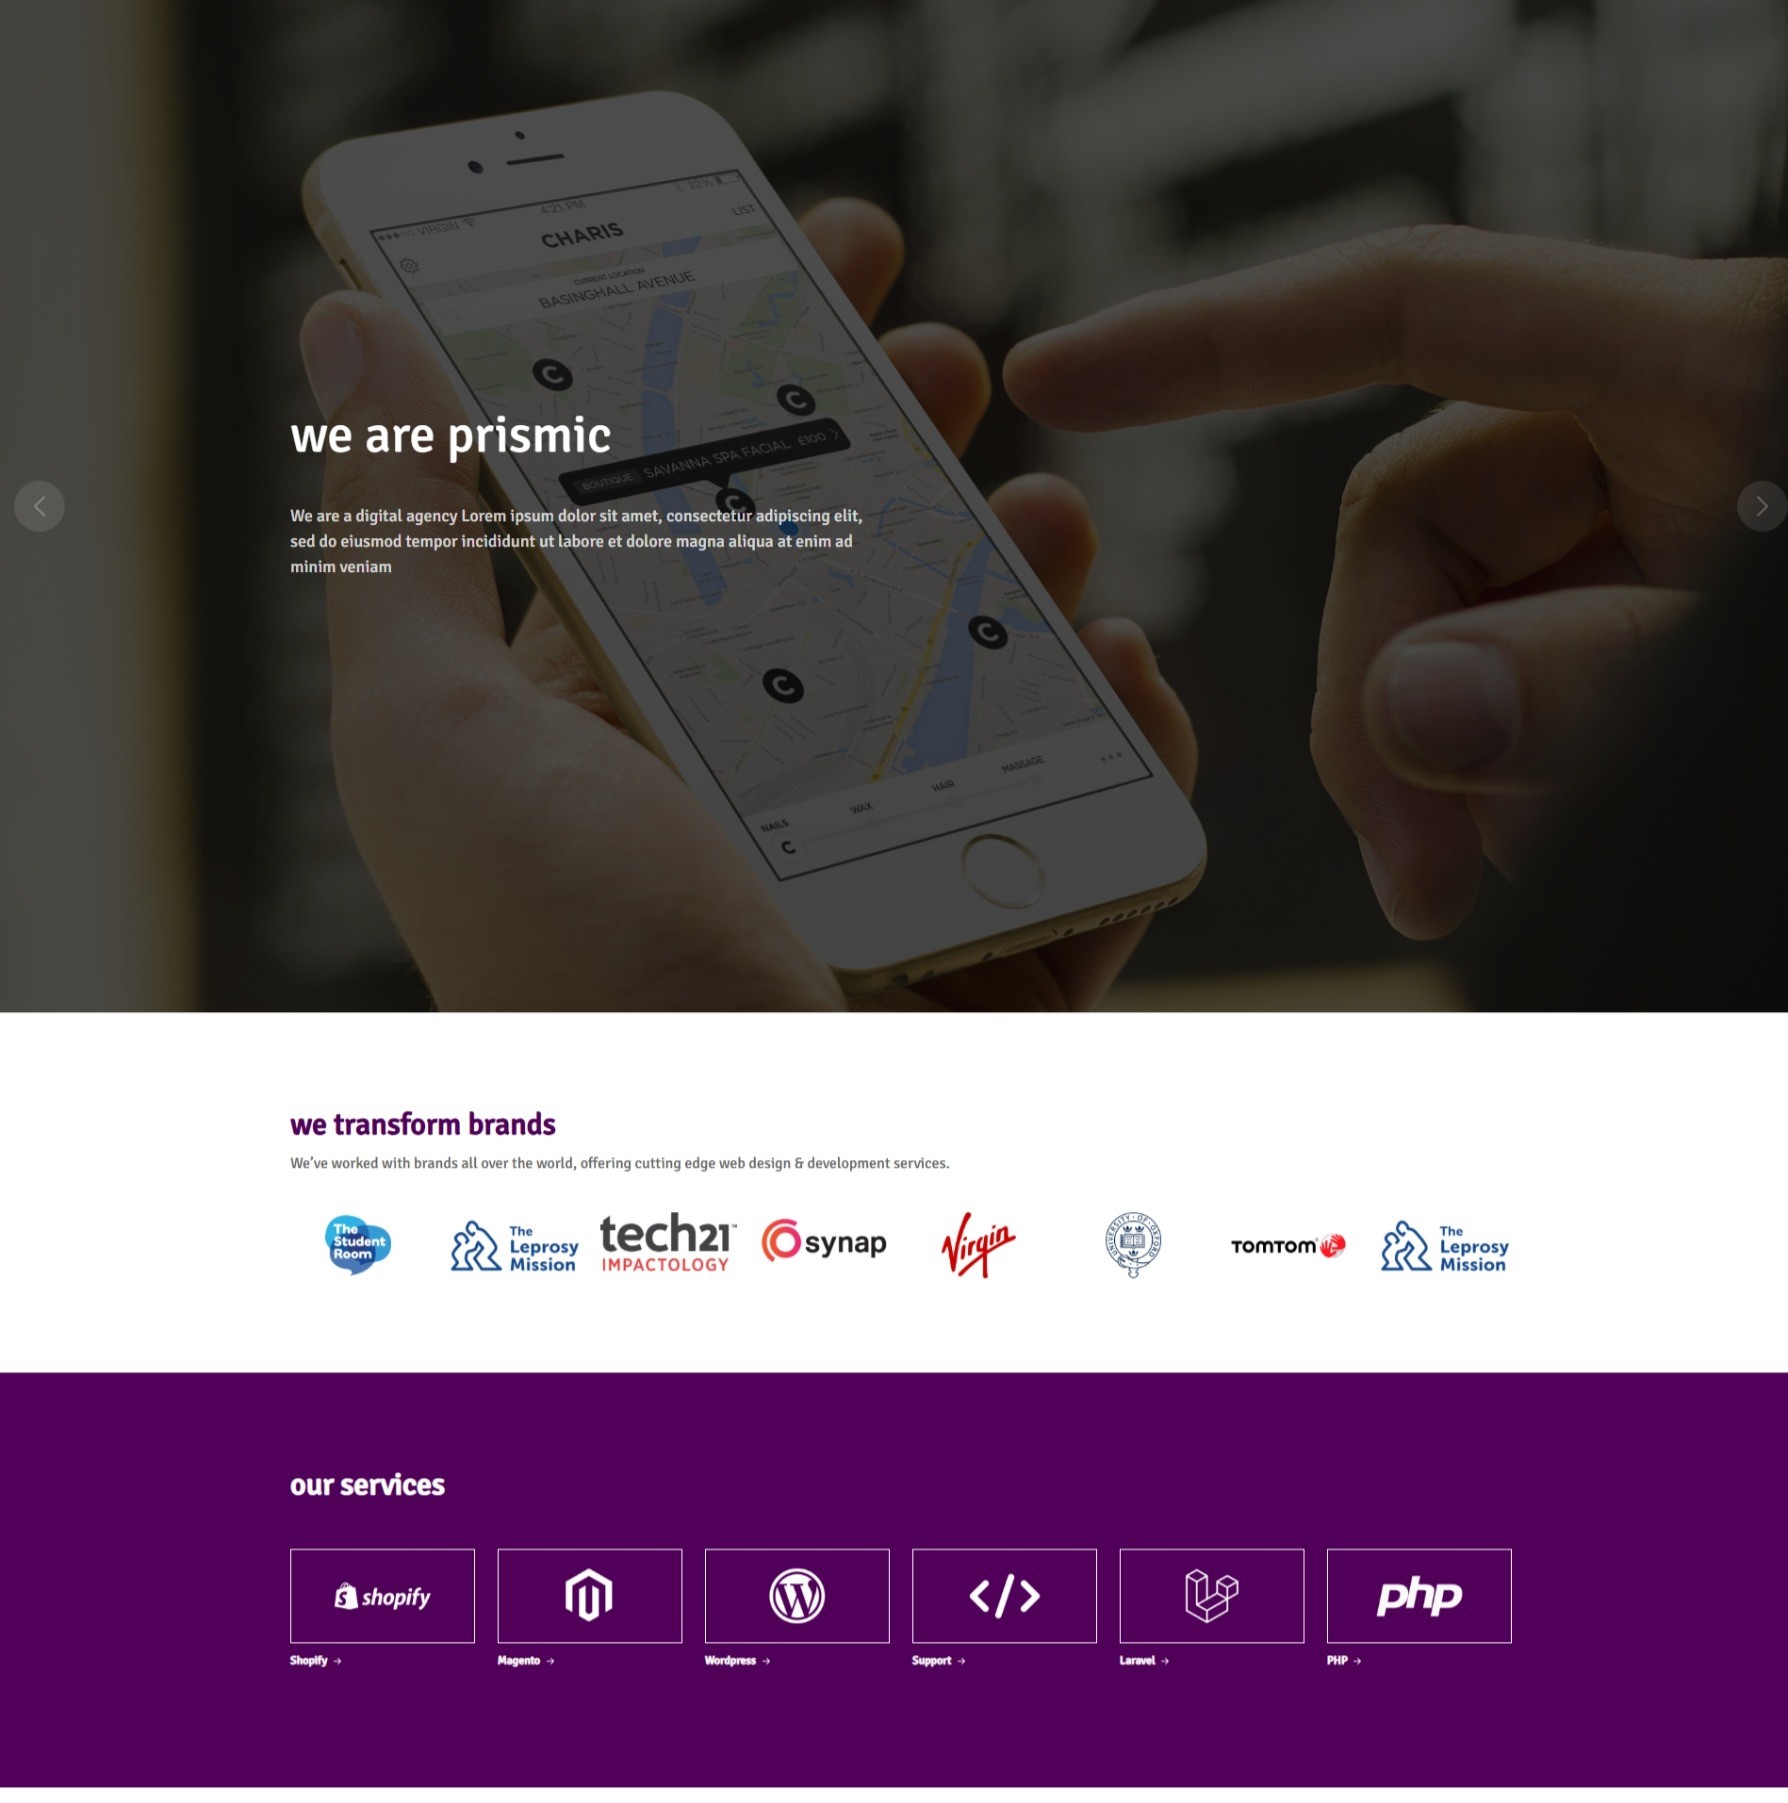 VIRGIN
4:21 PM
22%
CHARIS
LIST
CURRENT LOCATION
BASINGHALL AVENUE
C
C
BOUTIQUE SAVANNA SPA FACIAL £100
C
C
C
NAILS WAX HAIR MASSAGE
C
we are prismic
We are a digital agency Lorem ipsum dolor sit amet, consectetur adipiscing elit,
sed do eiusmod tempor incididunt ut labore et dolore magna aliqua at enim ad
minim veniam
we transform brands
We've worked with brands all over the world, offering cutting edge web design & development services.
The
Student
Room
The
Leprosy
Mission
tech21™
IMPACTOLOGY
synap
Virgin
UNIVERSITY · OF · OXFORD
TOMTOM
The
Leprosy
Mission
our services
shopify
</>
php
Shopify →
Magento →
Wordpress →
Support →
Laravel →
PHP →